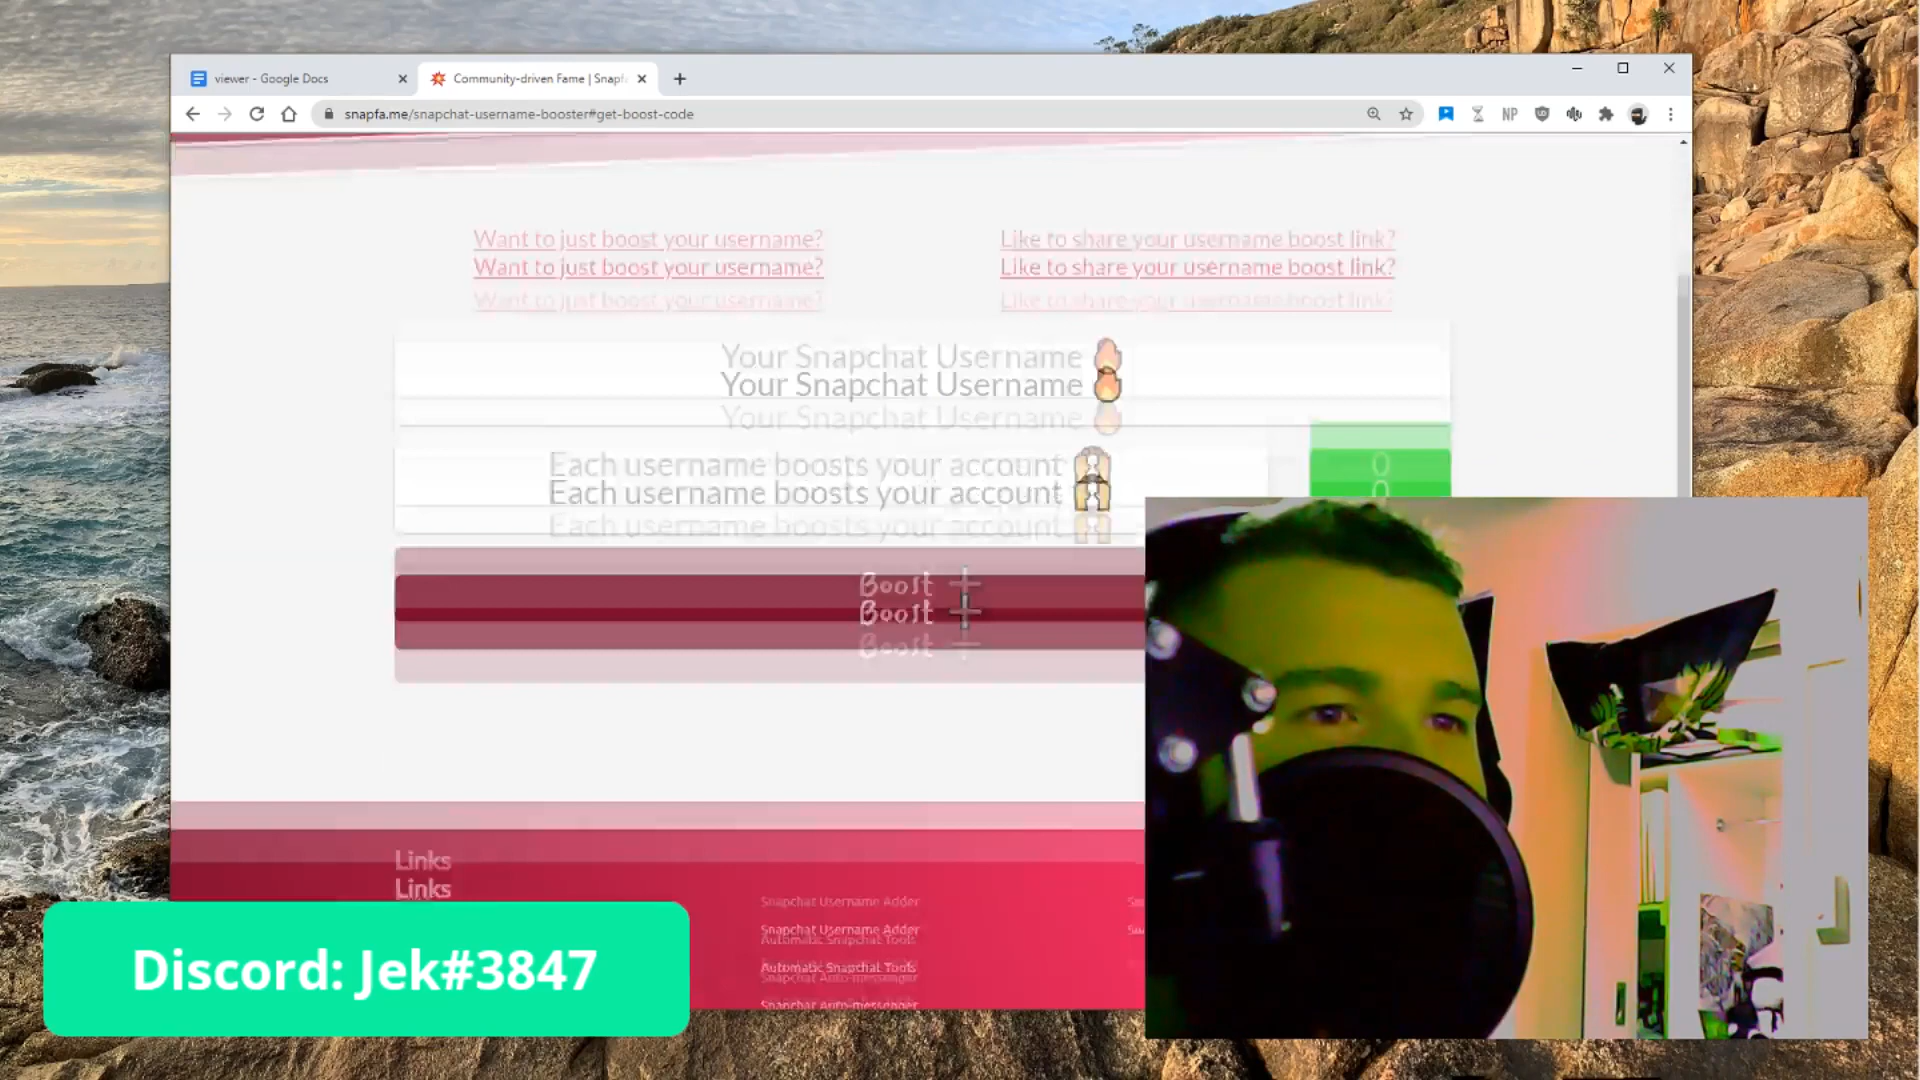 viewer - Google Docs
Community-driven Fame | Snapf
snapfa.me/snapchat-username-booster#get-boost-code
NP
Want to just boost your username?
Like to share your username boost link?
Want to just boost your username?
Like to share your username boost link?
Want to just boost your username?
Like to share your username boost link?
Your Snapchat Username
Your Snapchat Username
Your Snapchat Username
Each username boosts your account
0
Each username boosts your account
0
Each username boosts your account
Boost
Boost
Boost
Links
Links
Snapchat Username Adder
Snapchat Username Adder
Automatic Snapchat Tools
Automatic Snapchat Tools
Snapchat Auto-messenger
Snapchat Auto-messenger
Discord: Jek#3847